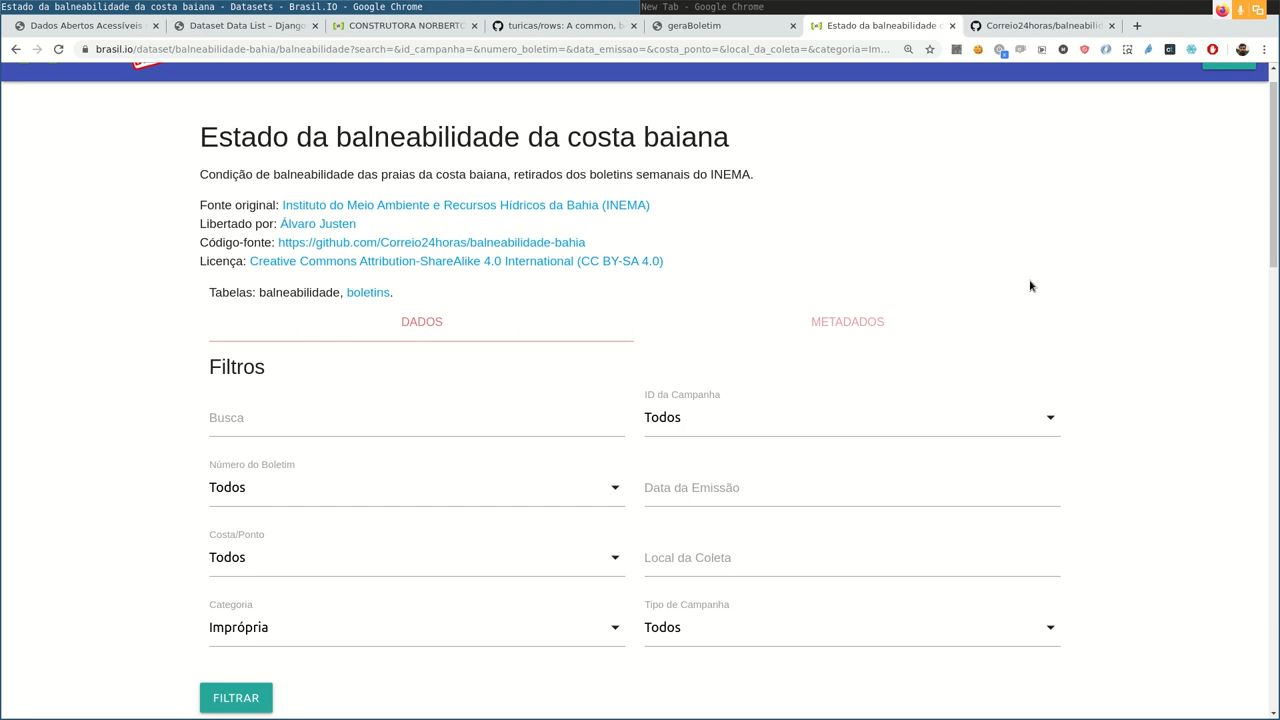 Estado da balneabilidade da costa baiana - Datasets - Brasil.IO - Google Chrome
New Tab - Google Chrome
Dados Abertos Acessíveis
Dataset Data List – Django
CONSTRUTORA NORBERTO
turicas/rows: A common, b
geraBoletim
Estado da balneabilidade d
Correio24horas/balneabilid
brasil.io/dataset/balneabilidade-bahia/balneabilidade?search=&id_campanha=&numero_boletim=&data_emissao=&costa_ponto=&local_da_coleta=&categoria=Im...
Estado da balneabilidade da costa baiana
Condição de balneabilidade das praias da costa baiana, retirados dos boletins semanais do INEMA.
Fonte original: Instituto do Meio Ambiente e Recursos Hídricos da Bahia (INEMA)
Libertado por: Álvaro Justen
Código-fonte: https://github.com/Correio24horas/balneabilidade-bahia
Licença: Creative Commons Attribution-ShareAlike 4.0 International (CC BY-SA 4.0)
Tabelas: balneabilidade, boletins.
DADOS
METADADOS
Filtros
Busca
ID da Campanha
Todos
Número do Boletim
Todos
Data da Emissão
Costa/Ponto
Todos
Local da Coleta
Categoria
Imprópria
Tipo de Campanha
Todos
FILTRAR